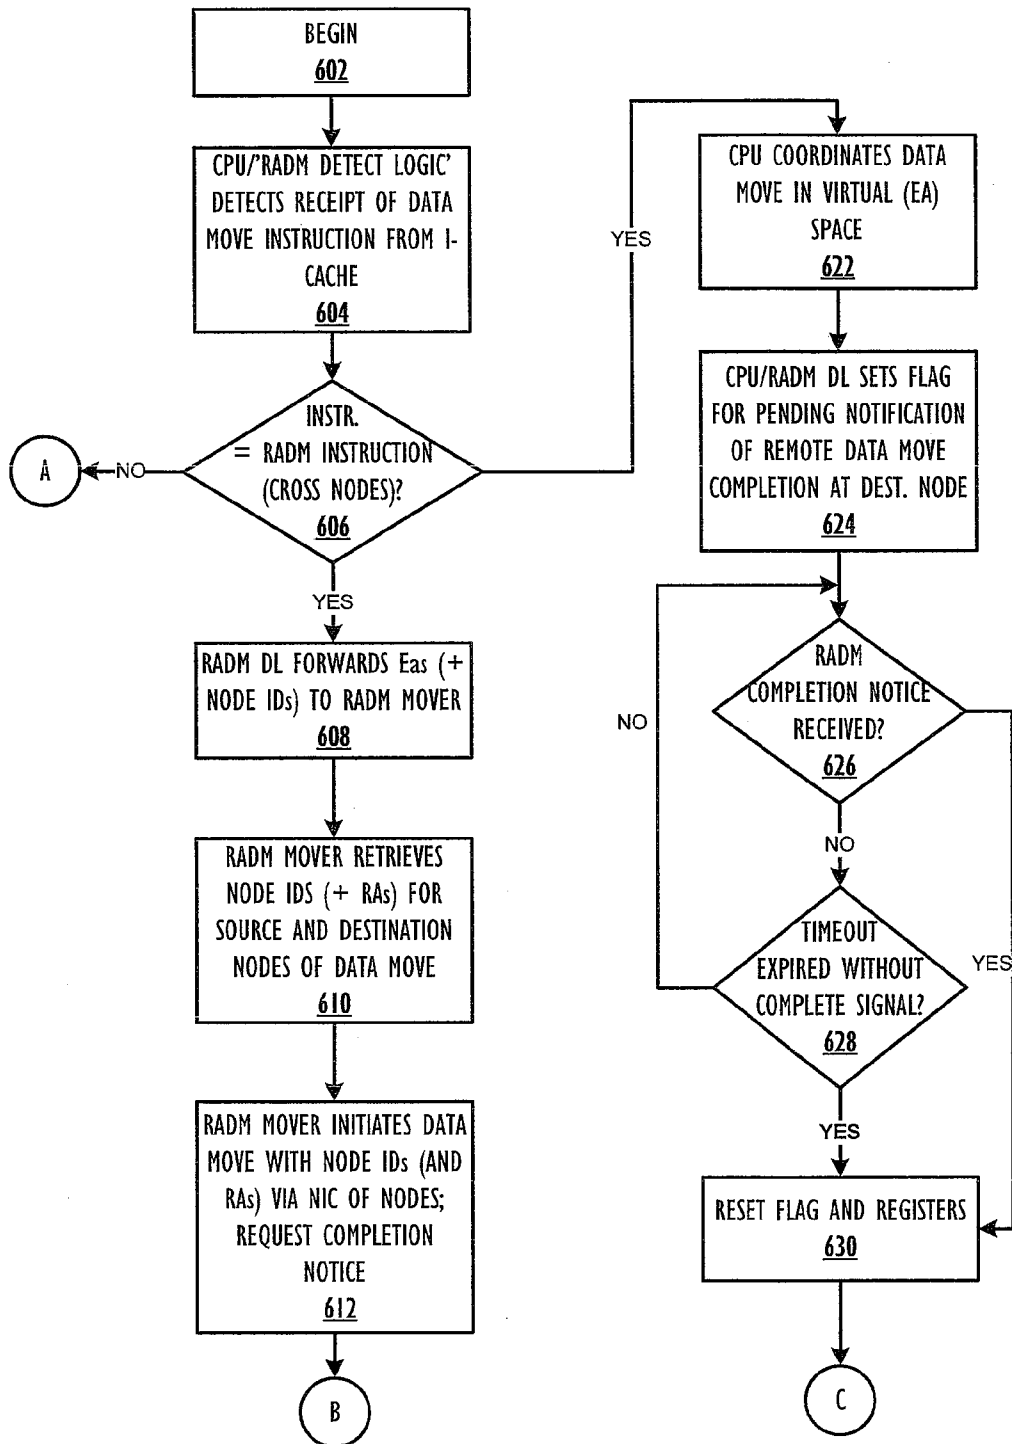 BEGIN
602
CPU/'RADM DETECT LOGIC'
DETECTS RECEIPT OF DATA
MOVE INSTRUCTION FROM I-
CACHE
604
INSTR.
= RADM INSTRUCTION
(CROSS NODES)?
606
NO
A
YES
RADM DL FORWARDS Eas (+
NODE IDs) TO RADM MOVER
608
RADM MOVER RETRIEVES
NODE IDS (+ RAs) FOR
SOURCE AND DESTINATION
NODES OF DATA MOVE
610
RADM MOVER INITIATES DATA
MOVE WITH NODE IDs (AND
RAs) VIA NIC OF NODES;
REQUEST COMPLETION
NOTICE
612
B
YES
CPU COORDINATES DATA
MOVE IN VIRTUAL (EA)
SPACE
622
CPU/RADM DL SETS FLAG
FOR PENDING NOTIFICATION
OF REMOTE DATA MOVE
COMPLETION AT DEST. NODE
624
RADM
COMPLETION NOTICE
RECEIVED?
626
NO
NO
TIMEOUT
EXPIRED WITHOUT
COMPLETE SIGNAL?
628
YES
YES
RESET FLAG AND REGISTERS
630
C